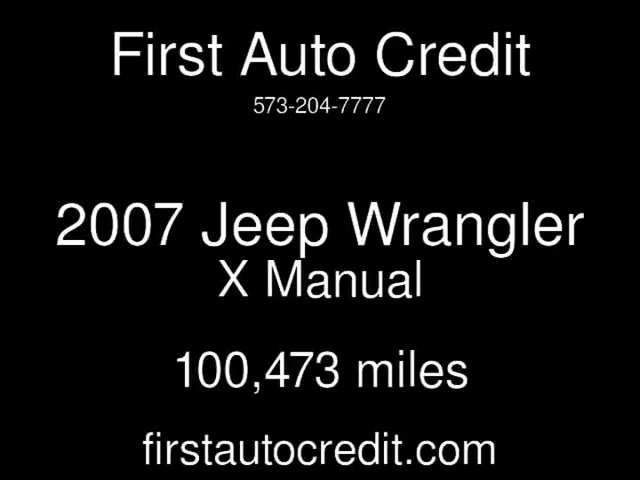 First Auto Credit
573-204-7777
2007 Jeep Wrangler
X Manual
100,473 miles
firstautocredit.com